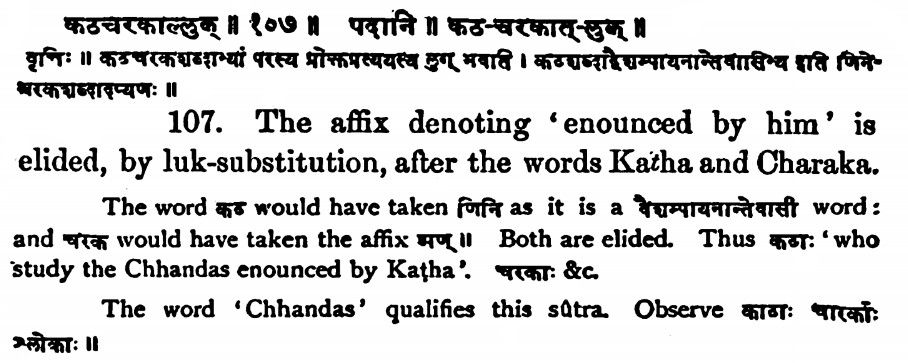 कठचरकाल्लुक् ॥ १०७ ॥ पदानि ॥ कठ-चरकात्-लुक् ॥
वृत्तिः ॥ कठचरकशब्दाभ्यां परस्य प्रोक्तप्रत्ययस्य लुग् भवति । कठशब्दाद्वैशम्पायनान्तेवासिभ्य इति णिने-
श्चरकशब्दादप्यणः ॥
107. The affix denoting 'enounced by him' is
elided, by luk-substitution, after the words Katha and Charaka.
The word कठ would have taken णिनि as it is a वैशम्पायनान्तेवासी word:
and चरक would have taken the affix अण् ॥ Both are elided. Thus कठाः 'who
study the Chhandas enounced by Kaṭha'. चरकाः &c.
The word 'Chhandas' qualifies this sûtra. Observe काठाः चारकाः
श्लोकाः ॥